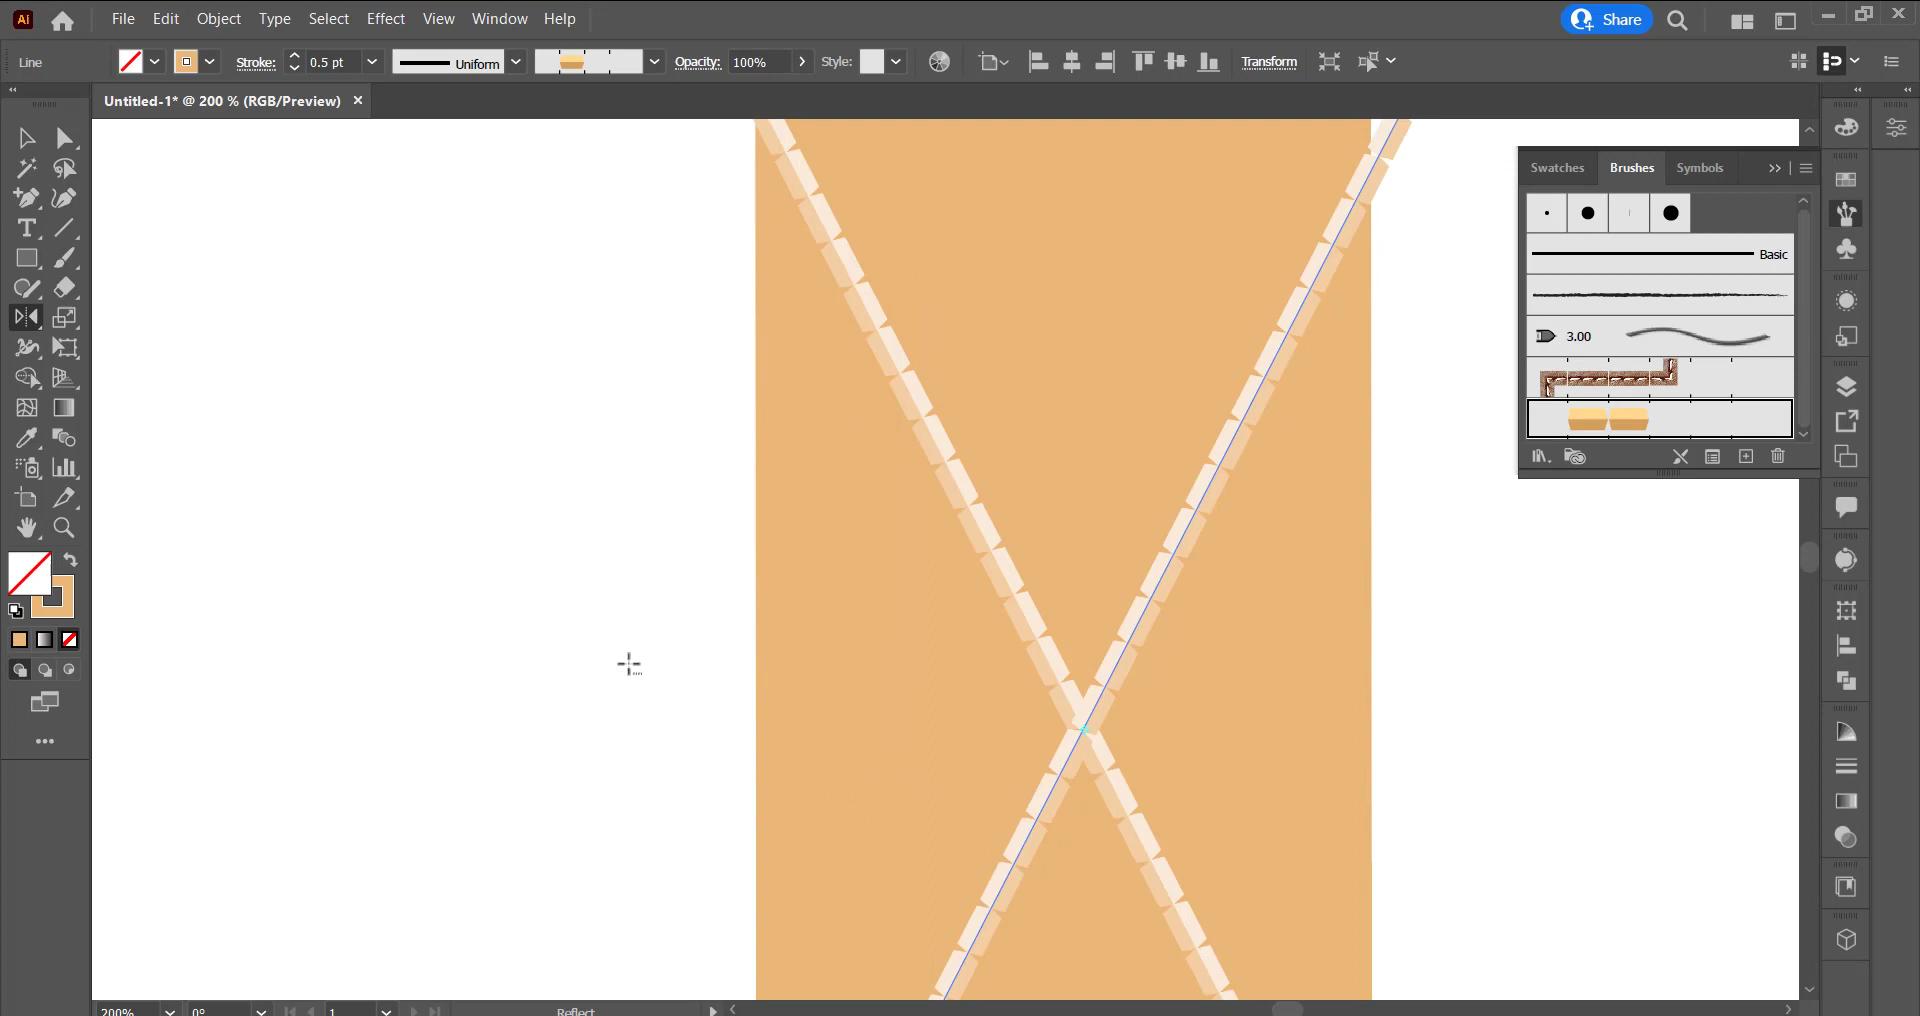 Ai File Edit Object Type Select Effect View Window Help Share
Line Stroke: 0.5 pt Uniform Opacity: 100% Style: Transform
Untitled-1* @ 200 % (RGB/Preview)
Swatches Brushes Symbols
Basic
3.00
200% 0° 1 Reflect